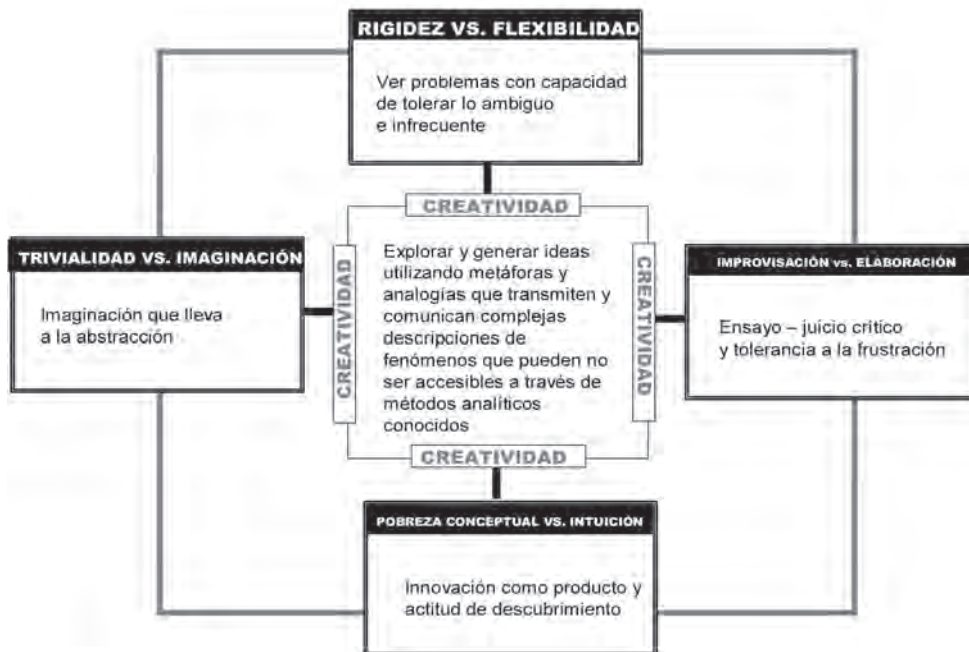 RIGIDEZ VS. FLEXIBILIDAD
Ver problemas con capacidad
de tolerar lo ambiguo
e infrecuente
TRIVIALIDAD VS. IMAGINACIÓN
Imaginación que lleva
a la abstracción
CREATIVIDAD
CREATIVIDAD
Explorar y generar ideas
utilizando metáforas y
analogías que transmiten y
comunican complejas
descripciones de
fenómenos que pueden no
ser accesibles a través de
métodos analíticos
conocidos
CREATIVIDAD
CREATIVIDAD
IMPROVISACIÓN vs. ELABORACIÓN
Ensayo – juicio crítico
y tolerancia a la frustración
POBREZA CONCEPTUAL VS. INTUICIÓN
Innovación como producto y
actitud de descubrimiento